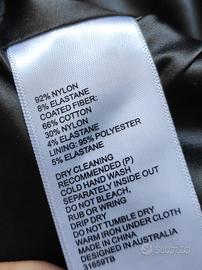 92% NYLON
8% ELASTANE
COATED FIBER:
66% COTTON
30% NYLON
4% ELASTANE
LINING: 95% POLYESTER
5% ELASTANE
DRY CLEANING
RECOMMENDED (P)
COLD HAND WASH
SEPARATELY INSIDE OUT
DO NOT BLEACH,
RUB OR WRING
DRIP DRY
DO NOT TUMBLE DRY
WARM IRON UNDER CLOTH
MADE IN CHINA
DESIGNED IN AUSTRALIA
31659TB
subito